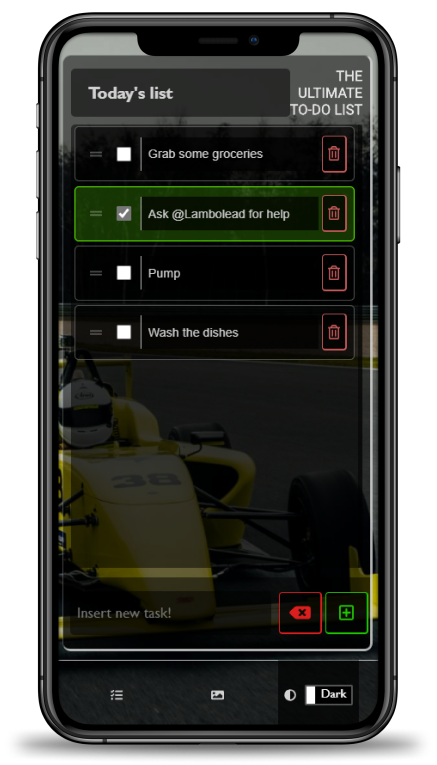 Today's list
THE
ULTIMATE
TO-DO LIST
Grab some groceries
Ask @Lambolead for help
Pump
Wash the dishes
38
Insert new task!
Dark